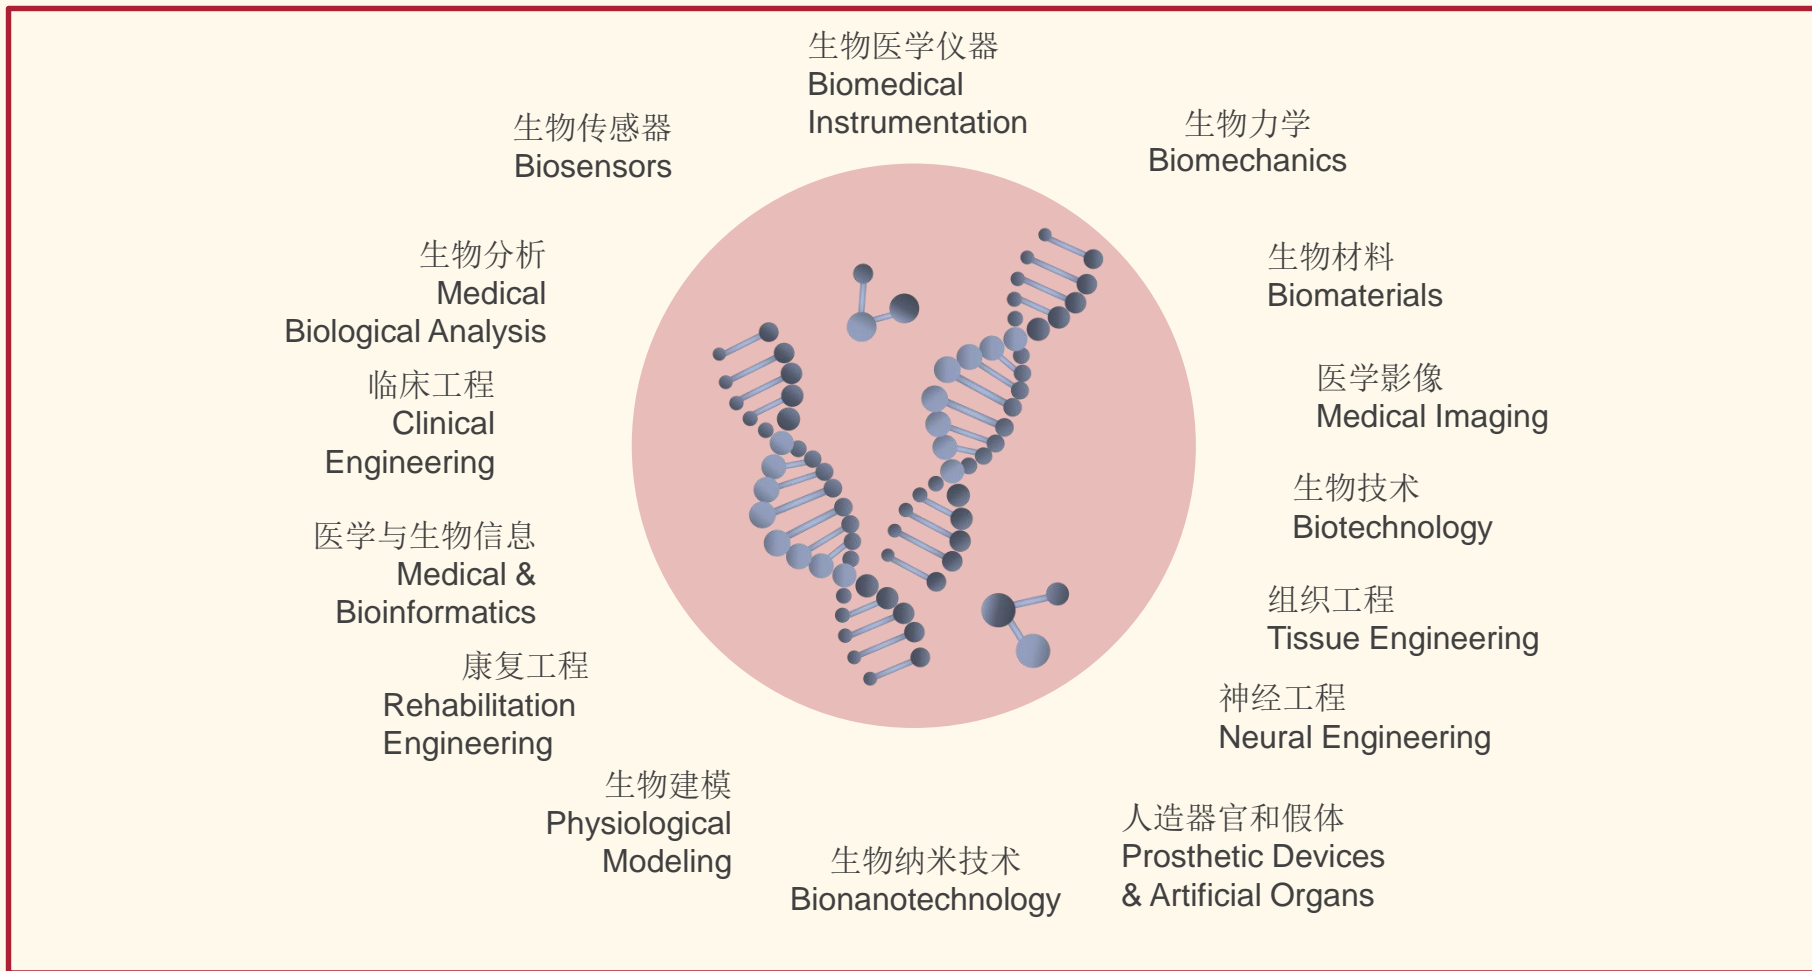 生物医学仪器
Biomedical
Instrumentation
生物力学
Biomechanics
生物材料
Biomaterials
医学影像
Medical Imaging
生物技术
Biotechnology
组织工程
Tissue Engineering
神经工程
Neural Engineering
人造器官和假体
Prosthetic Devices
& Artificial Organs
生物纳米技术
Bionanotechnology
生物建模
Physiological
Modeling
康复工程
Rehabilitation
Engineering
医学与生物信息
Medical &
Bioinformatics
临床工程
Clinical
Engineering
生物分析
Medical
Biological Analysis
生物传感器
Biosensors